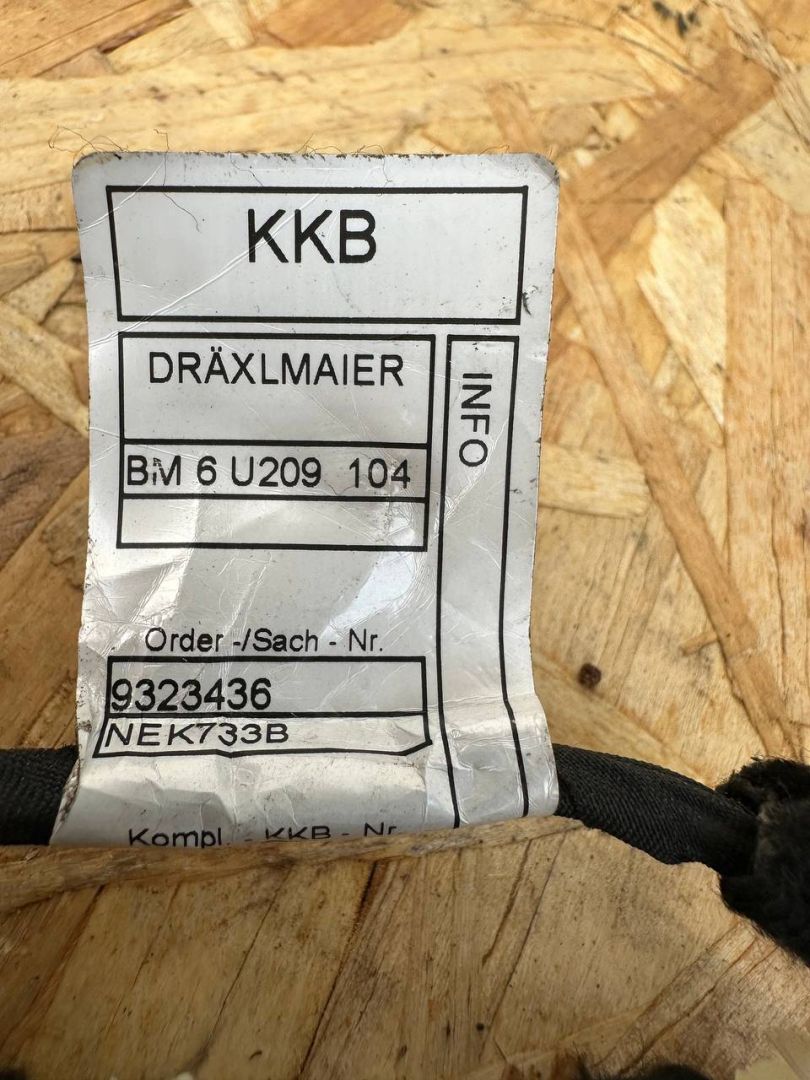 KKB
DRÄXLMAIER
INFO
BM 6 U209 104
Order -/Sach - Nr.
9323436
NEK733B
Kompl. - KKB - Nr